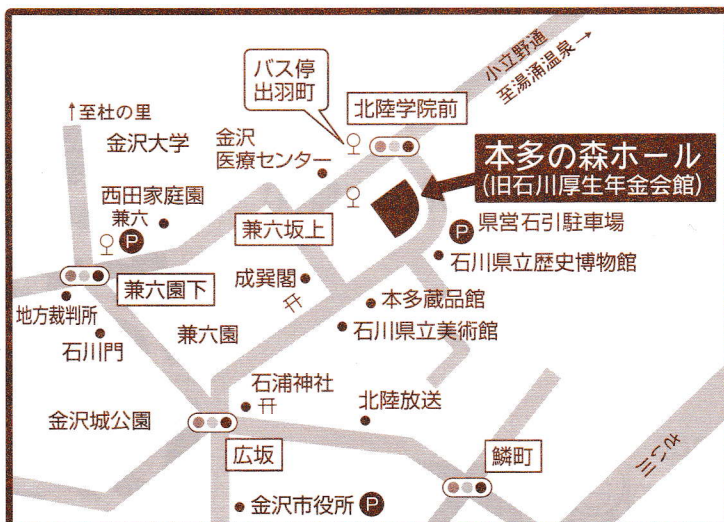 小立野通
至湯涌温泉→
バス停
出羽町
北陸学院前
↑至杜の里
金沢大学
金沢
医療センター
本多の森ホール
(旧石川厚生年金会館)
西田家庭園
兼六
P
兼六坂上
P 県営石引駐車場
石川県立歴史博物館
兼六園下
成巽閣
本多蔵品館
地方裁判所
石川門
兼六園
石川県立美術館
石浦神社
北陸放送
金沢城公園
広坂
鱗町
さい川
金沢市役所 P